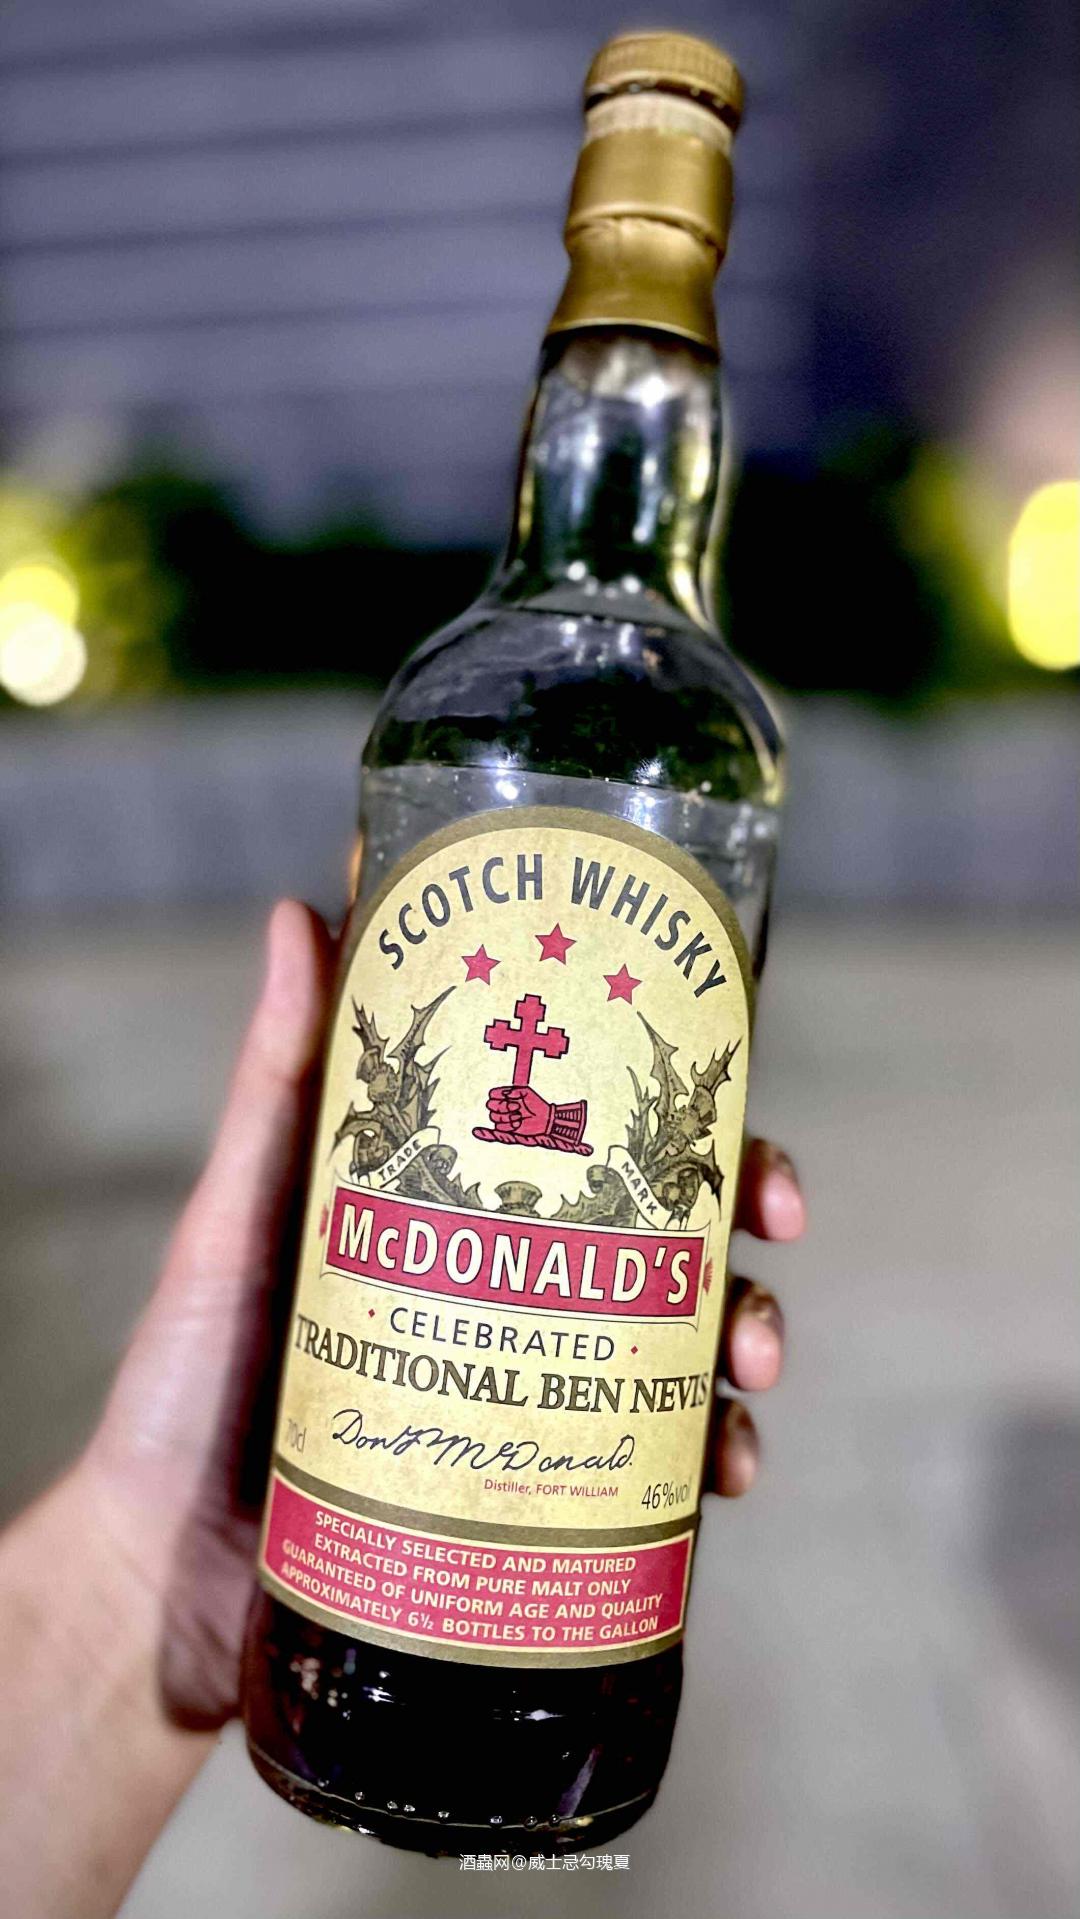 SCOTCH WHISKY
TRADE MARK
McDONALD'S
· CELEBRATED ·
TRADITIONAL BEN NEVIS
Don P McDonald.
70cl
Distiller, FORT WILLIAM
46%vol
SPECIALLY SELECTED AND MATURED
EXTRACTED FROM PURE MALT ONLY
GUARANTEED OF UNIFORM AGE AND QUALITY
APPROXIMATELY 6½ BOTTLES TO THE GALLON
酒蟲网@威士忌勾瑰夏